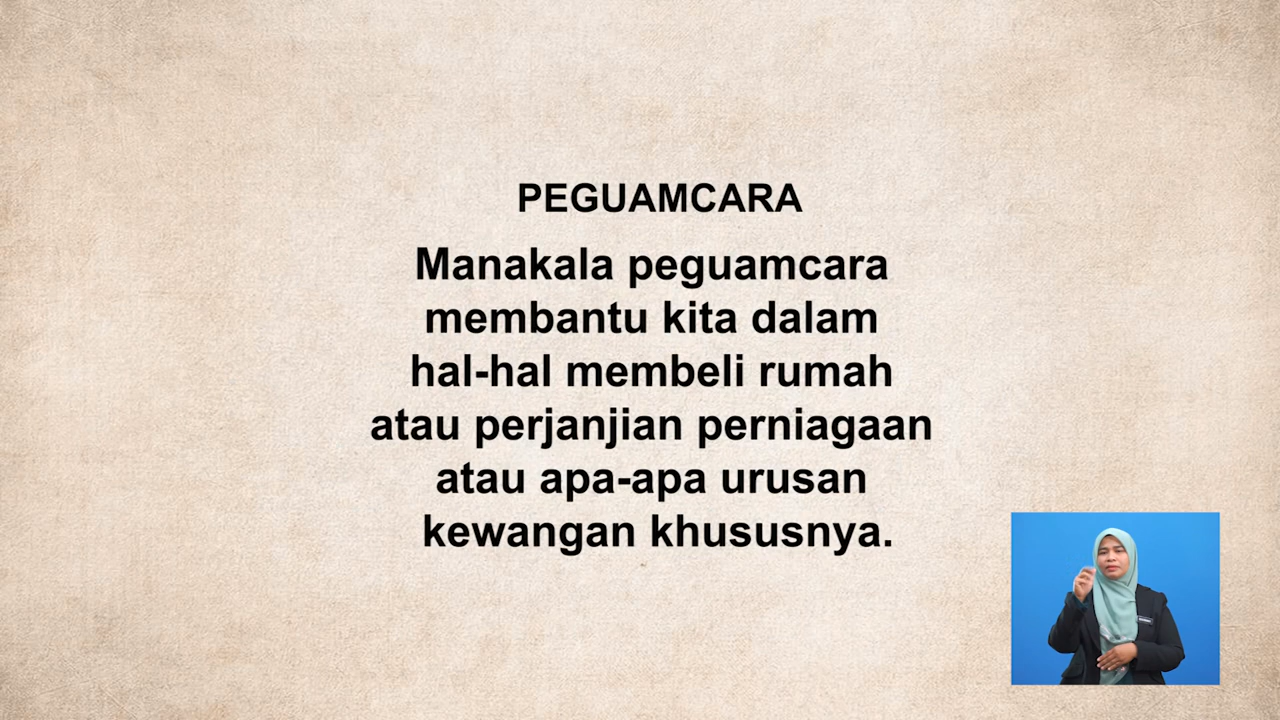 PEGUAMCARA
Manakala peguamcara
membantu kita dalam
hal-hal membeli rumah
atau perjanjian perniagaan
atau apa-apa urusan
kewangan khususnya.